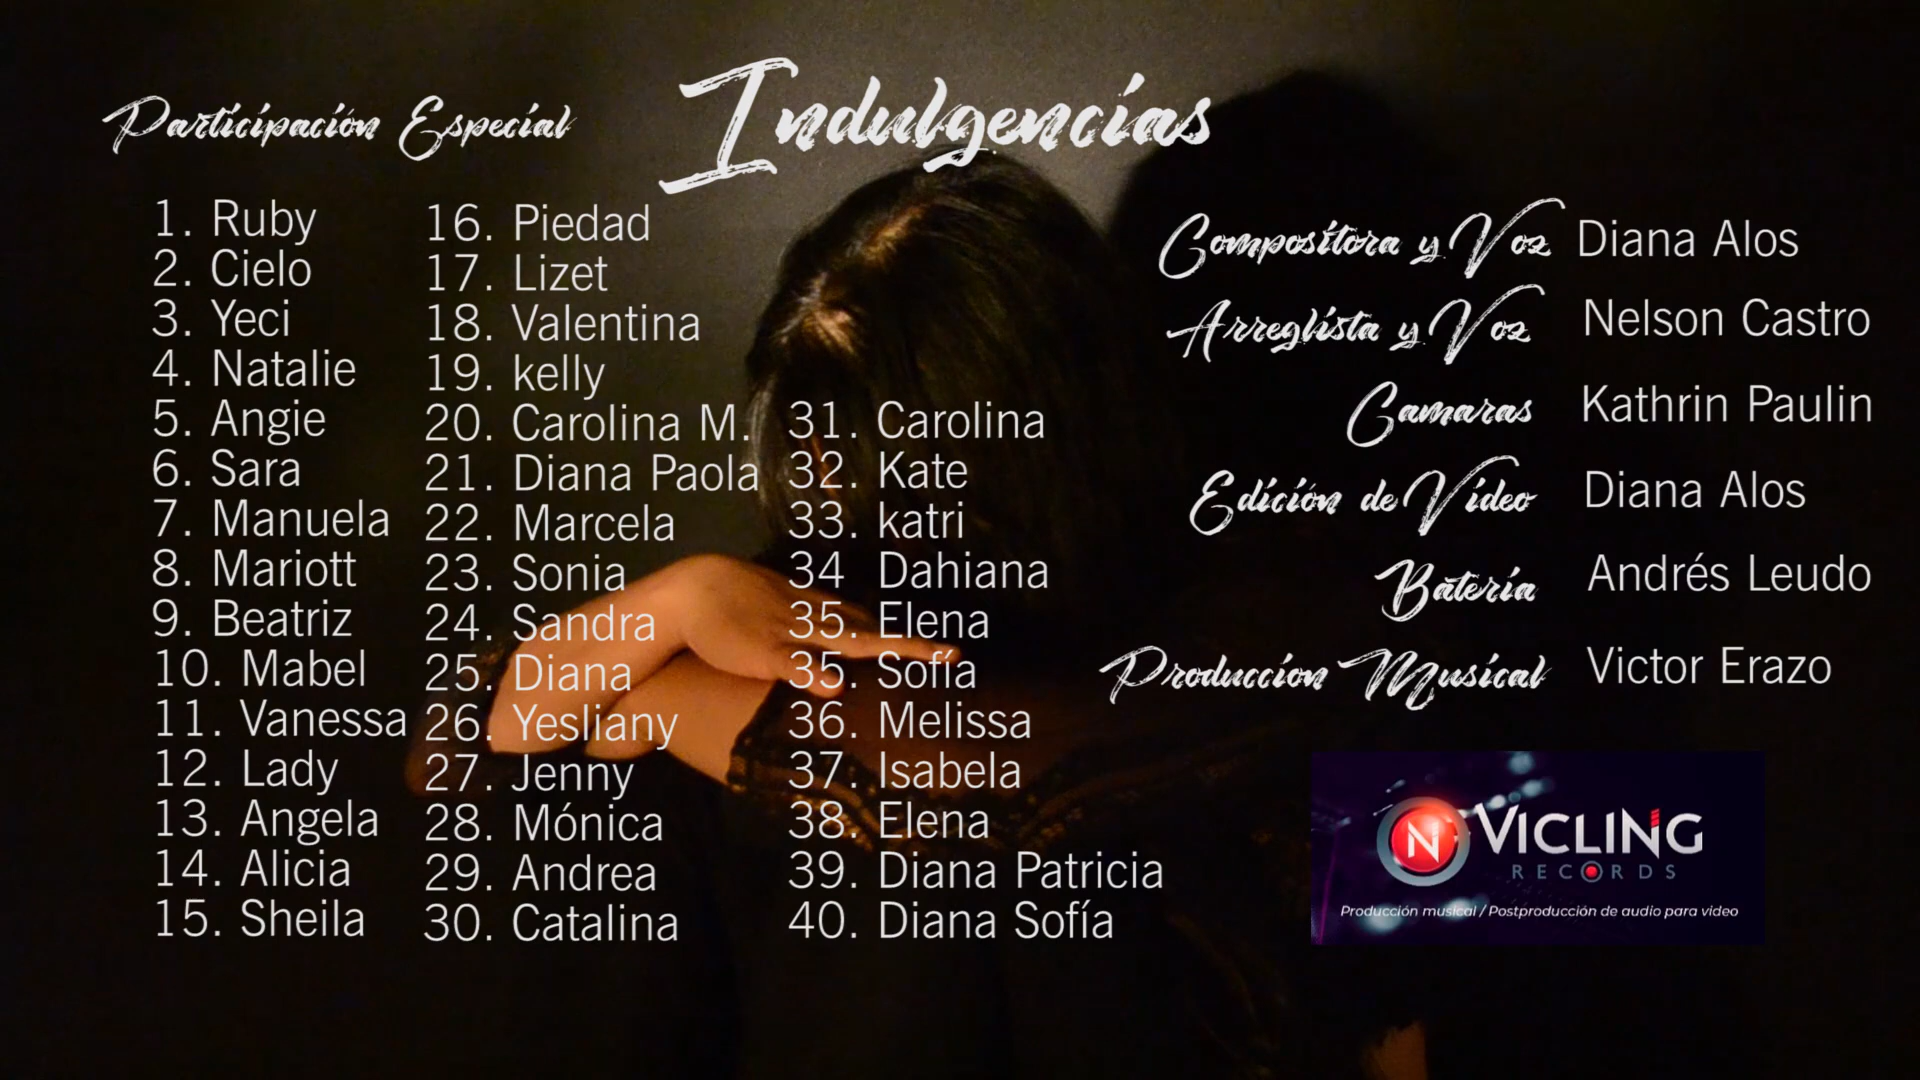 Indulgencias
Participación Especial
1. Ruby
2. Cielo
3. Yeci
4. Natalie
5. Angie
6. Sara
7. Manuela
8. Mariott
9. Beatriz
10. Mabel
11. Vanessa
12. Lady
13. Angela
14. Alicia
15. Sheila
16. Piedad
17. Lizet
18. Valentina
19. kelly
20. Carolina M.
21. Diana Paola
22. Marcela
23. Sonia
24. Sandra
25. Diana
26. Yesliany
27. Jenny
28. Mónica
29. Andrea
30. Catalina
31. Carolina
32. Kate
33. katri
34 Dahiana
35. Elena
35. Sofía
36. Melissa
37. Isabela
38. Elena
39. Diana Patricia
40. Diana Sofía
Compositora y Voz Diana Alos
Arreglista y Voz Nelson Castro
Camaras Kathrin Paulin
Edición de Video Diana Alos
Batería Andrés Leudo
Produccion Musical Victor Erazo
N VICLING
RECORDS
Producción musical / Postproducción de audio para video